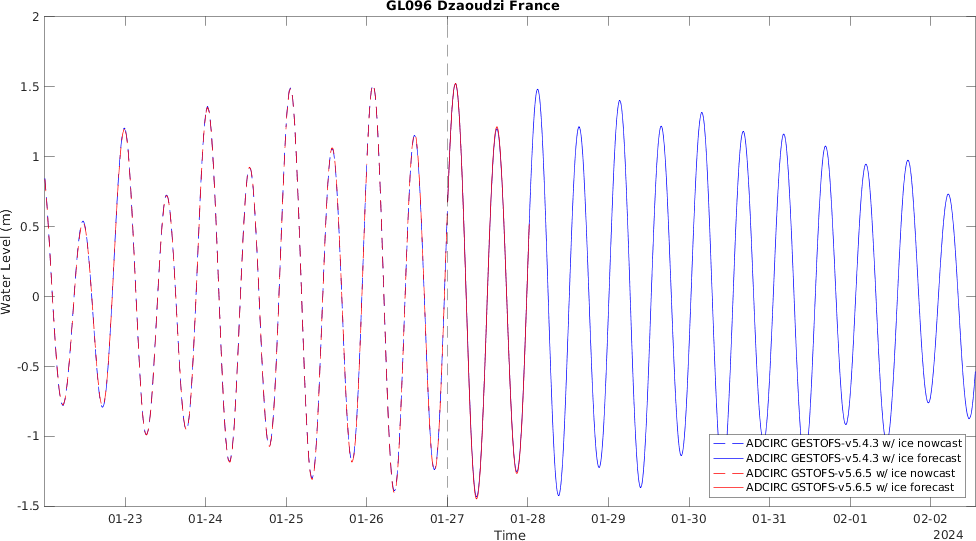 GL096 Dzaoudzi France
2
1.5
1
0.5
0
-0.5
-1
-1.5
Water Level (m)
ADCIRC GESTOFS-v5.4.3 w/ ice nowcast
ADCIRC GESTOFS-v5.4.3 w/ ice forecast
ADCIRC GSTOFS-v5.6.5 w/ ice nowcast
ADCIRC GSTOFS-v5.6.5 w/ ice forecast
01-23 01-24 01-25 01-26 01-27 01-28 01-29 01-30 01-31 02-01 02-02
Time
2024